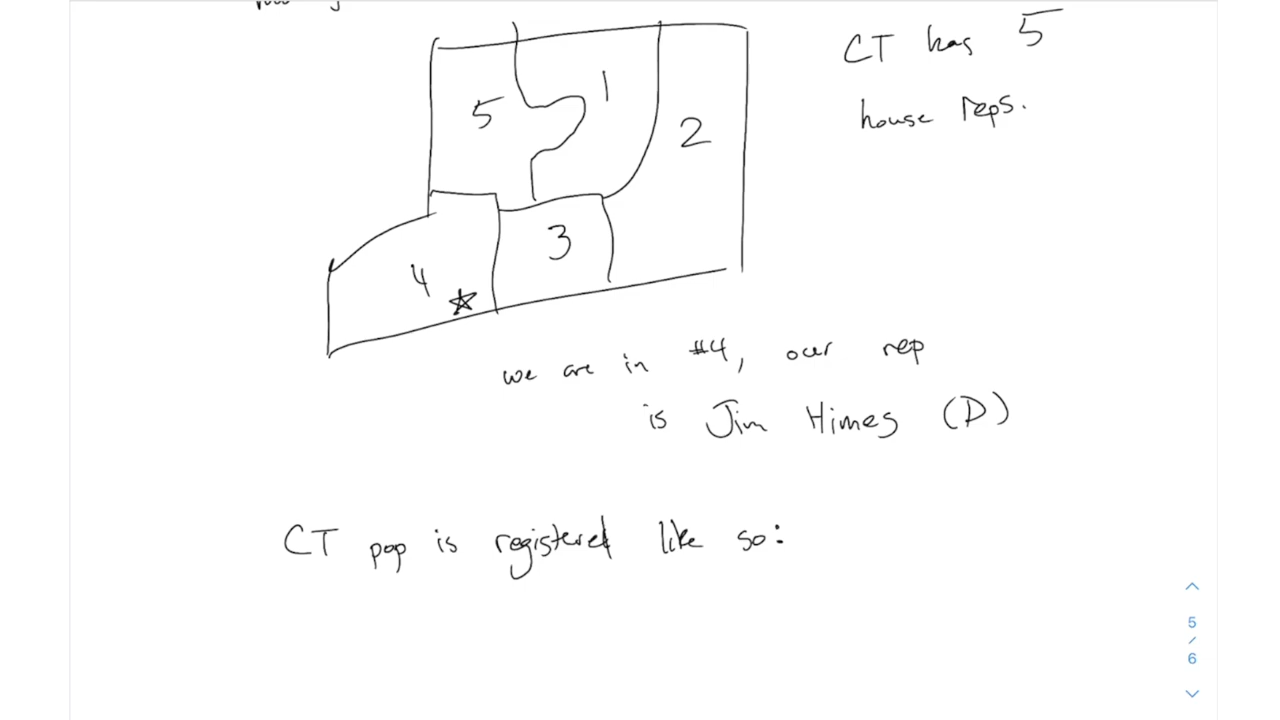 CT has 5
house reps.
5
1
2
3
4
we are in #4, our rep
is Jim Himes (D)
CT pop is registered like so:
5
/
6